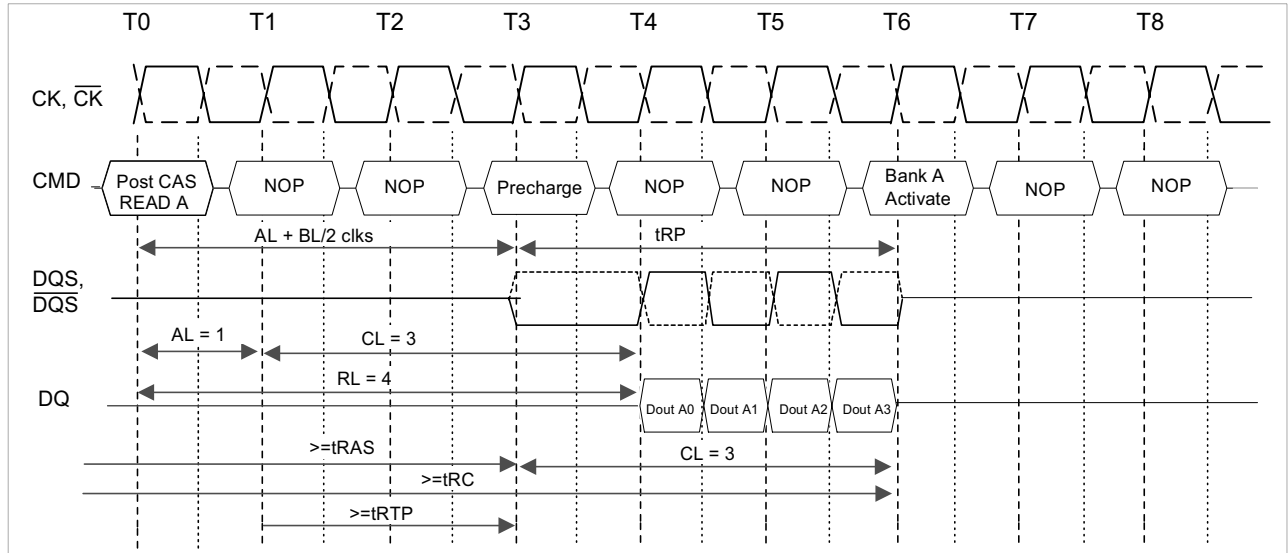 T0 T1 T2 T3 T4 T5 T6 T7 T8
CK, C̅K̅
CMD
Post CAS
READ A
NOP
NOP
Precharge
NOP
NOP
Bank A
Activate
NOP
NOP
AL + BL/2 clks
tRP
DQS,
D̅Q̅S̅
AL = 1
CL = 3
RL = 4
DQ
Dout A0
Dout A1
Dout A2
Dout A3
>=tRAS
CL = 3
>=tRC
>=tRTP